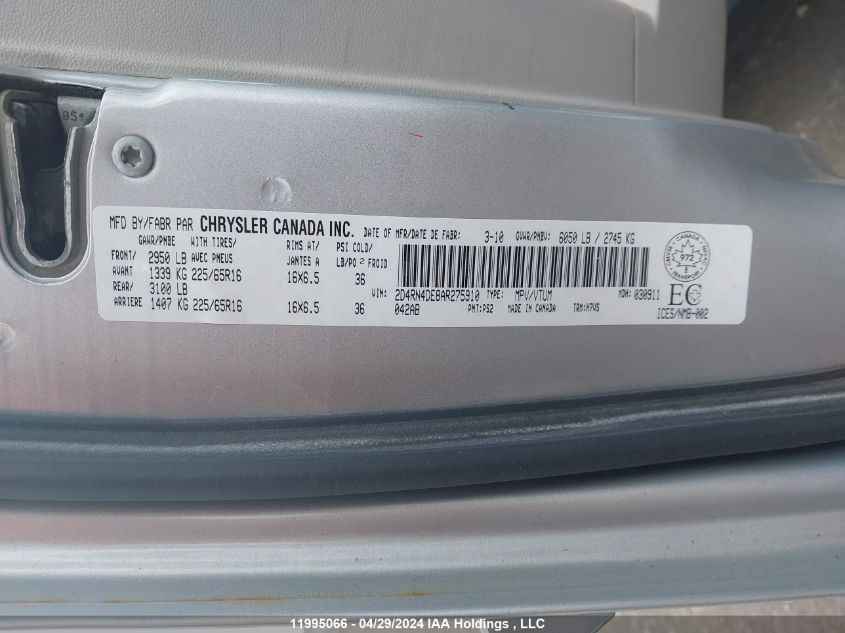 054
MFD BY/FABR PAR CHRYSLER CANADA INC. DATE OF MFR/DATE DE FABR: 3-10 GVWR/PNBV: 6050 LB / 2745 KG
GAWR/PNBE WITH TIRES/ RIMS AT/ PSI COLD/
FRONT/ 2950 LB AVEC PNEUS JANTES A LB/PO 2 FROID
AVANT 1339 KG 225/65R16 16X6.5 36
REAR/ 3100 LB
ARRIERE 1407 KG 225/65R16 16X6.5 36
VIN: 2D4RN4DE8AR275910 TYPE: MPV/VTUM MDH: 030911
042AB PNT: PS2 MADE IN CANADA TRM: H7V5
CANADA
972
TRANSPORT
EC
ICES/NMB-002
11995066 - 04/29/2024 IAA Holdings , LLC